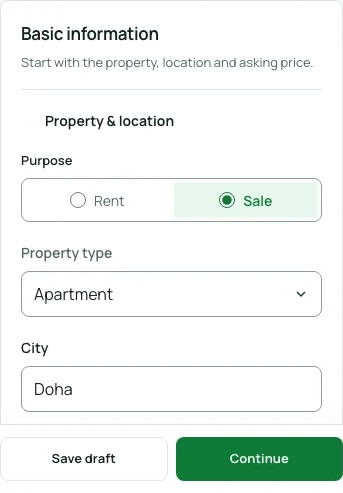 Basic information
Start with the property, location and asking price.
Property & location
Purpose
Rent
Sale
Property type
Apartment
City
Doha
Save draft
Continue